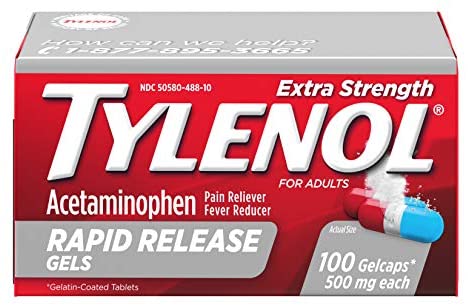 TYLENOL
How can we help?
1-877-895-3665
NDC 50580-488-10
Extra Strength
TYLENOL®
FOR ADULTS
Acetaminophen
Pain Reliever
Fever Reducer
RAPID RELEASE
GELS
Actual Size
100 Gelcaps*
500 mg each
*Gelatin-Coated Tablets